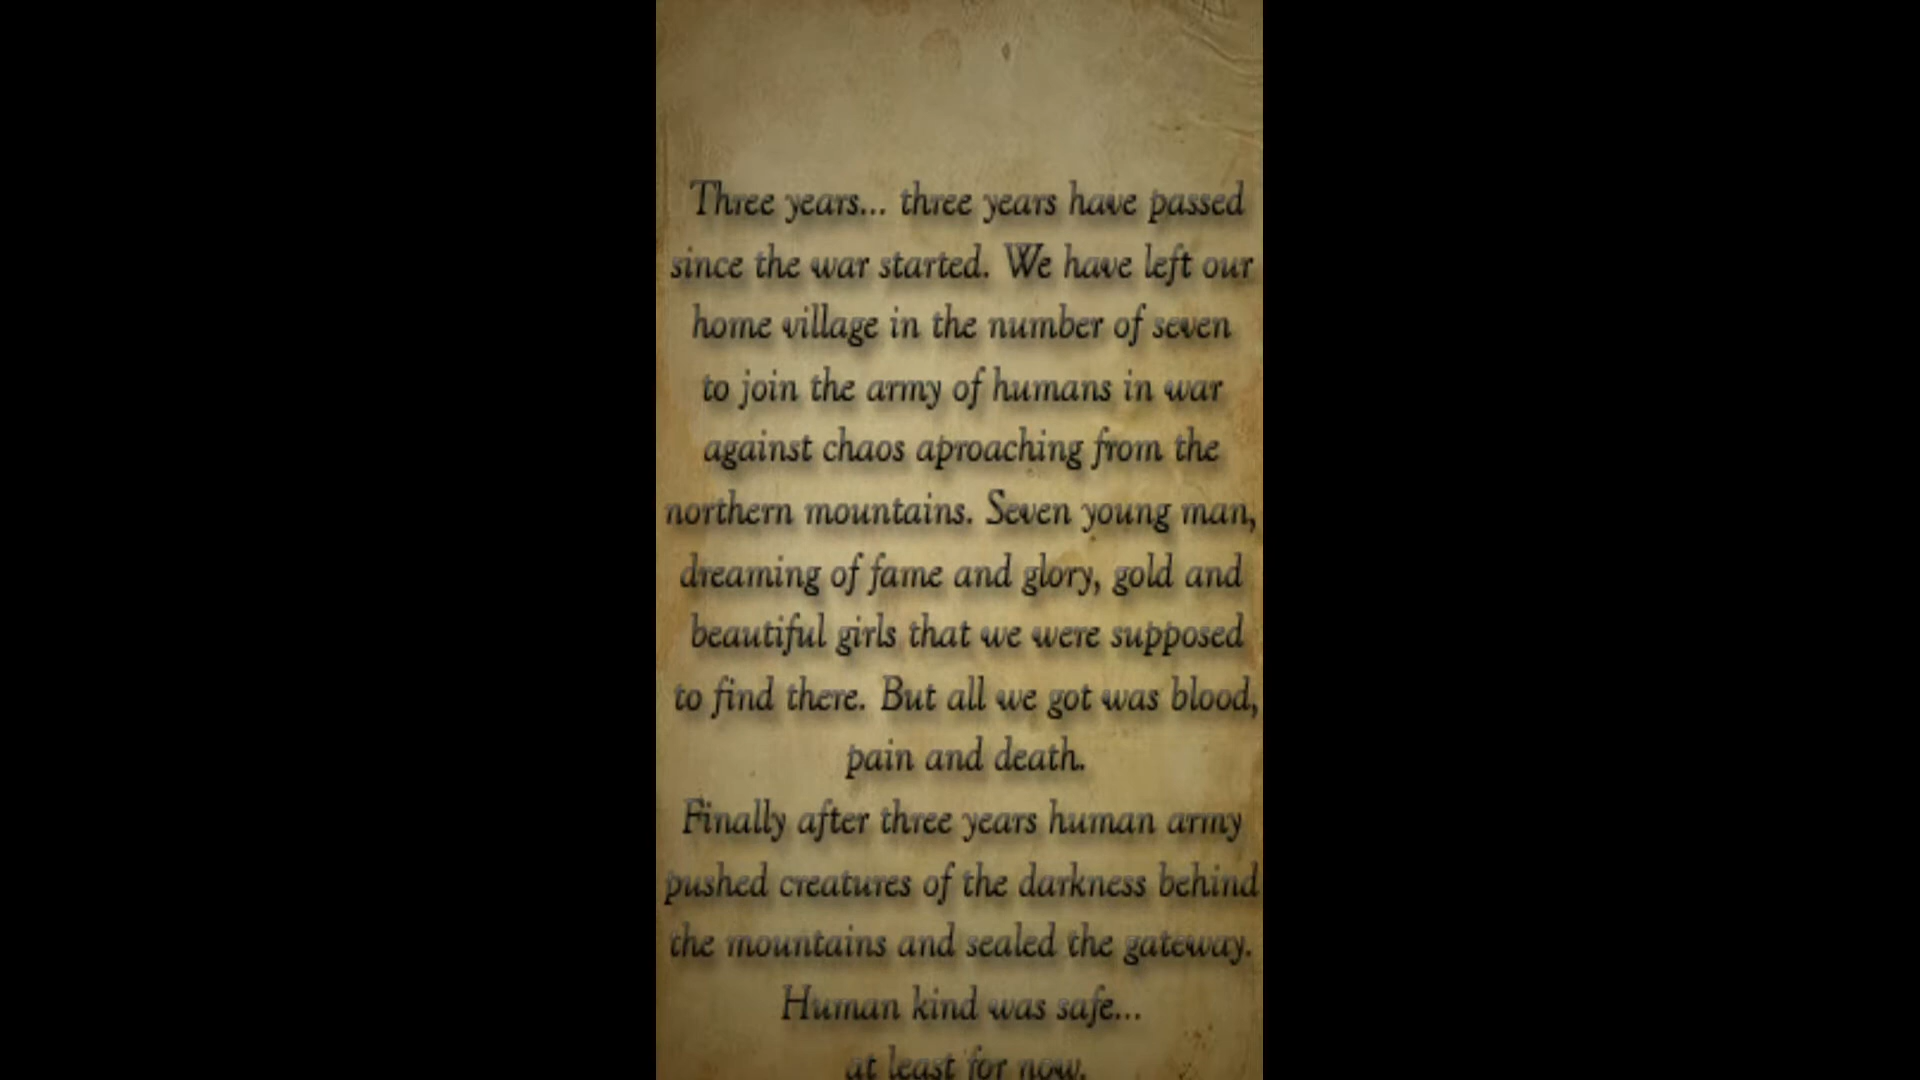 Three years... three years have passed
since the war started. We have left our
home village in the number of seven
to join the army of humans in war
against chaos aproaching from the
northern mountains. Seven young man,
dreaming of fame and glory, gold and
beautiful girls that we were supposed
to find there. But all we got was blood,
pain and death.
Finally after three years human army
pushed creatures of the darkness behind
the mountains and sealed the gateway.
Human kind was safe...
at least for now.